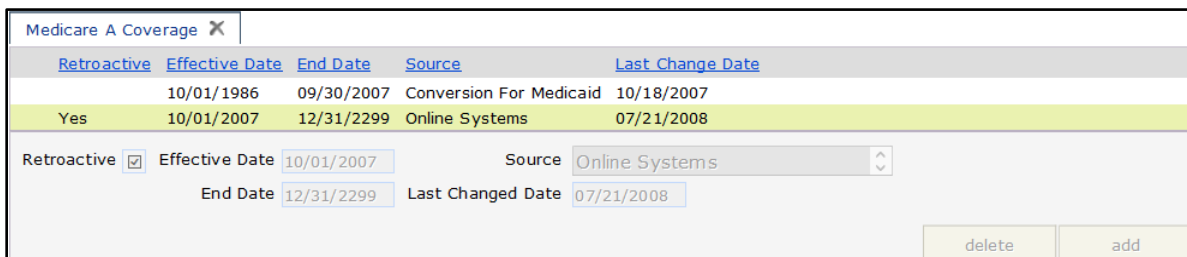 Medicare A Coverage
Retroactive Effective Date End Date Source Last Change Date
10/01/1986 09/30/2007 Conversion For Medicaid 10/18/2007
Yes 10/01/2007 12/31/2299 Online Systems 07/21/2008
Retroactive Effective Date 10/01/2007 Source Online Systems
End Date 12/31/2299 Last Changed Date 07/21/2008
delete add